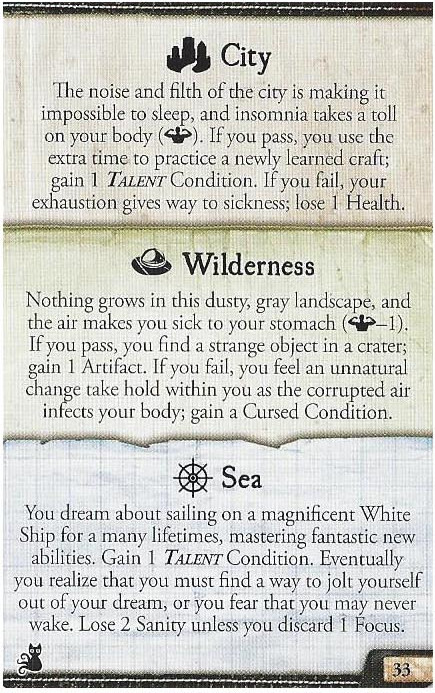 City
The noise and filth of the city is making it
impossible to sleep, and insomnia takes a toll
on your body ( ). If you pass, you use the
extra time to practice a newly learned craft;
gain 1 TALENT Condition. If you fail, your
exhaustion gives way to sickness; lose 1 Health.
Wilderness
Nothing grows in this dusty, gray landscape, and
the air makes you sick to your stomach ( –1).
If you pass, you find a strange object in a crater;
gain 1 Artifact. If you fail, you feel an unnatural
change take hold within you as the corrupted air
infects your body; gain a Cursed Condition.
Sea
You dream about sailing on a magnificent White
Ship for a many lifetimes, mastering fantastic new
abilities. Gain 1 TALENT Condition. Eventually
you realize that you must find a way to jolt yourself
out of your dream, or you fear that you may never
wake. Lose 2 Sanity unless you discard 1 Focus.
33